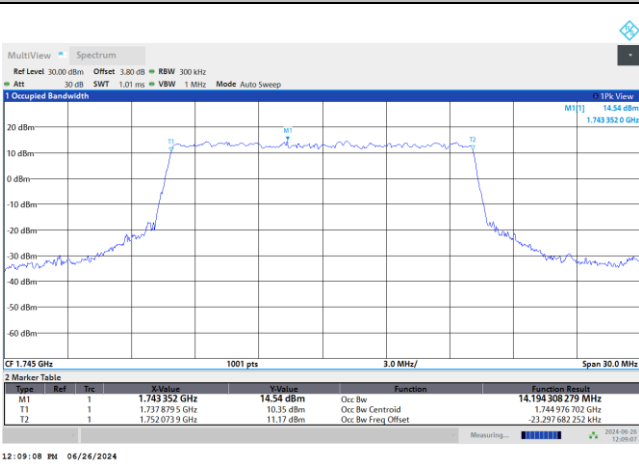 MultiView Spectrum
Ref Level 30.00 dBm Offset 3.80 dB RBW 300 kHz
Att 30 dB SWT 1.01 ms VBW 1 MHz Mode Auto Sweep
1 Occupied Bandwidth 1Pk View
M1[1] 14.54 dBm
1.743 352 0 GHz
20 dBm
M1
T1
T2
10 dBm
0 dBm
-10 dBm
-20 dBm
-30 dBm
-40 dBm
-50 dBm
-60 dBm
CF 1.745 GHz 1001 pts 3.0 MHz/ Span 30.0 MHz
2 Marker Table
Type Ref Trc X-Value Y-Value Function Function Result
M1 1 1.743 352 GHz 14.54 dBm Occ Bw 14.194 308 279 MHz
T1 1 1.737 879 5 GHz 10.35 dBm Occ Bw Centroid 1.744 976 702 GHz
T2 1 1.752 073 9 GHz 11.17 dBm Occ Bw Freq Offset -23.297 682 252 kHz
Measuring... 2024-06-26
12:09:07
12:09:08 PM 06/26/2024